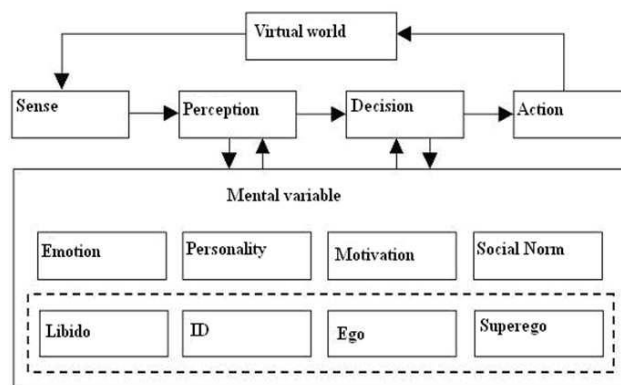 Virtual world
Sense
Perception
Decision
Action
Mental variable
Emotion
Personality
Motivation
Social Norm
Libido
ID
Ego
Superego